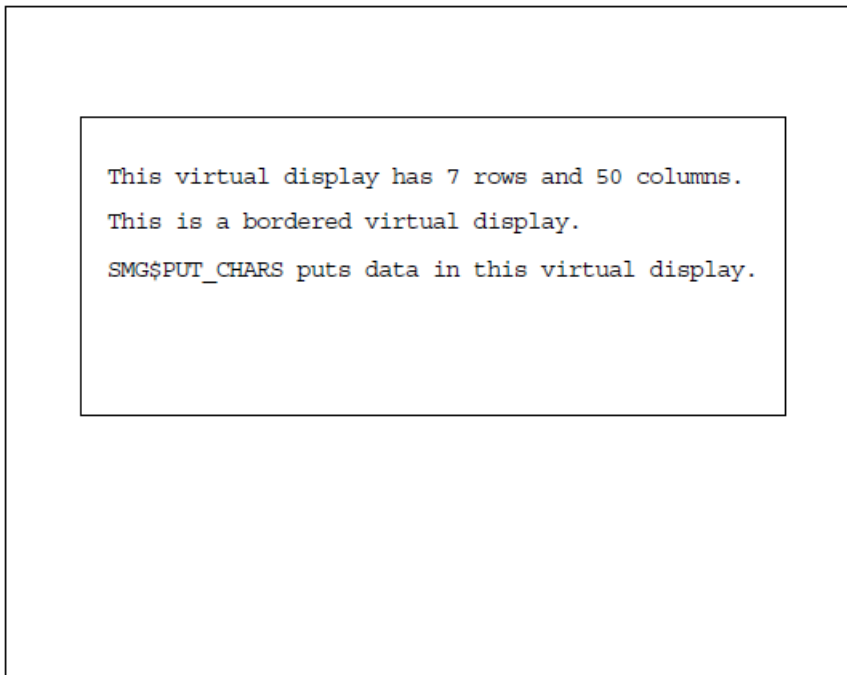 This virtual display has 7 rows and 50 columns.
This is a bordered virtual display.
SMG$PUT_CHARS puts data in this virtual display.